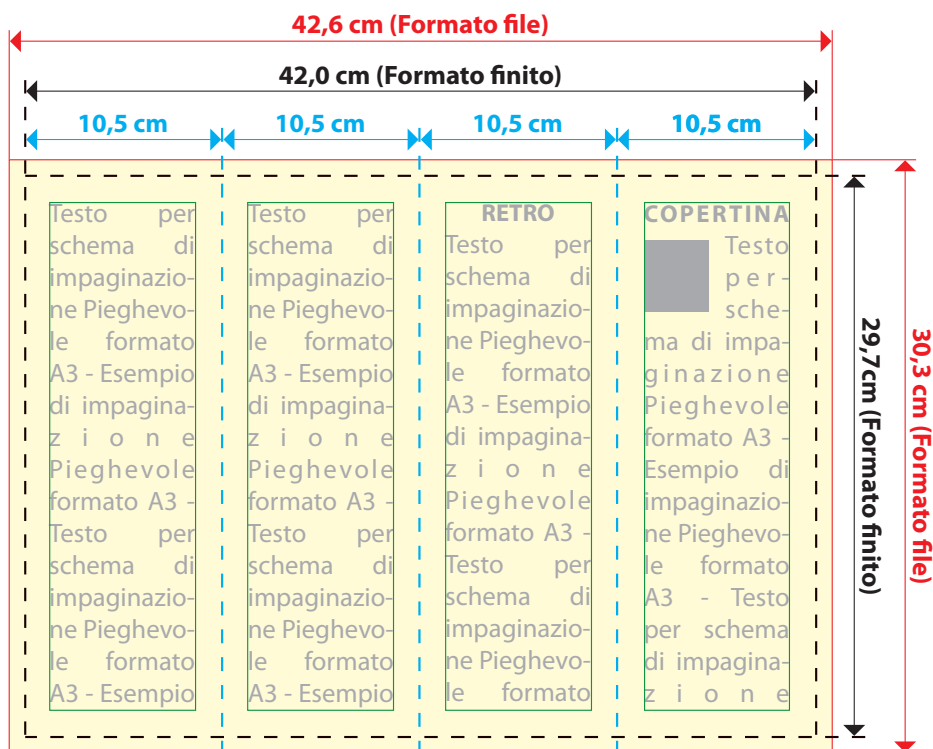 42,6 cm (Formato file)
42,0 cm (Formato finito)
10,5 cm
10,5 cm
10,5 cm
10,5 cm
Testo per
schema di
impaginazio-
ne Pieghevo-
le formato
A3 - Esempio
di impagina-
zione
Pieghevole
formato A3 -
Testo per
schema di
impaginazio-
ne Pieghevo-
le formato
A3 - Esempio
Testo per
schema di
impaginazio-
ne Pieghevo-
le formato
A3 - Esempio
di impagina-
zione
Pieghevole
formato A3 -
Testo per
schema di
impaginazio-
ne Pieghevo-
le formato
A3 - Esempio
RETRO
Testo per
schema di
impaginazio-
ne Pieghevo-
le formato
A3 - Esempio
di impagina-
zione
Pieghevole
formato A3 -
Testo per
schema di
impaginazio-
ne Pieghevo-
le formato
COPERTINA
Testo
per-
sche-
ma di impa-
ginazione
Pieghevole
formato A3 -
Esempio di
impaginazio-
ne Pieghevo-
le formato
A3 - Testo
per schema
di impagina-
zione
29,7cm (Formato finito)
30,3 cm (Formato file)